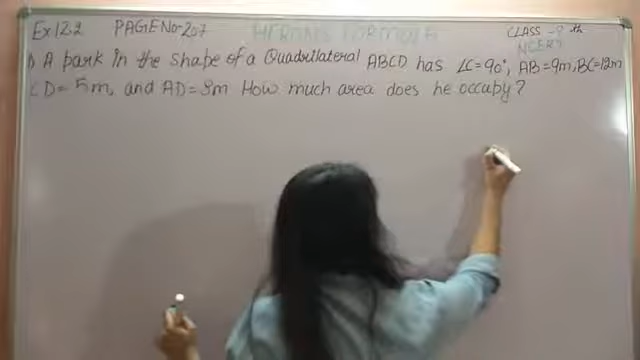 Ex 12.2 PAGE No-207 HERONS FORMULA CLASS-9th
NCERT
1) A park in the shape of a Quadrilateral ABCD has ∠C=90°, AB=9m, BC=12m
CD=5m, and AD=8m How much area does he occupy?